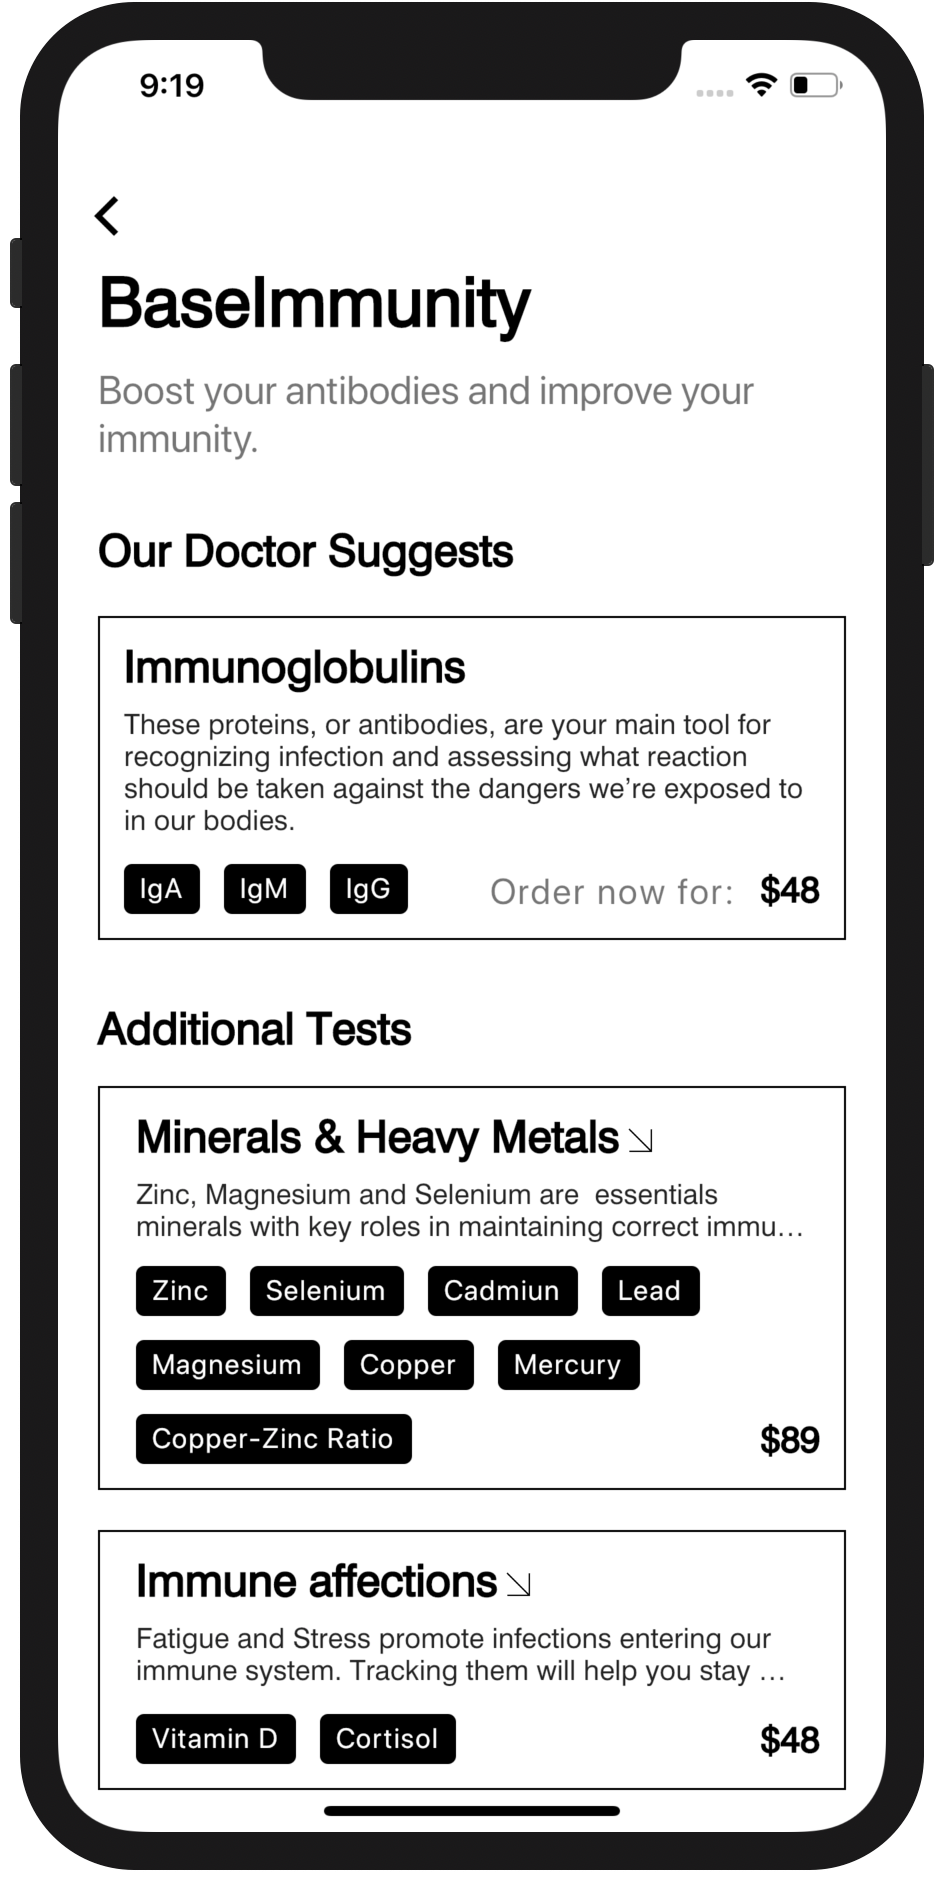 9:19
BaseImmunity
Boost your antibodies and improve your
immunity.
Our Doctor Suggests
Immunoglobulins
These proteins, or antibodies, are your main tool for
recognizing infection and assessing what reaction
should be taken against the dangers we’re exposed to
in our bodies.
IgA IgM IgG Order now for: $48
Additional Tests
Minerals & Heavy Metals
Zinc, Magnesium and Selenium are  essentials
minerals with key roles in maintaining correct immu...
Zinc Selenium Cadmiun Lead
Magnesium Copper Mercury
Copper-Zinc Ratio $89
Immune affections
Fatigue and Stress promote infections entering our
immune system. Tracking them will help you stay ...
Vitamin D Cortisol $48